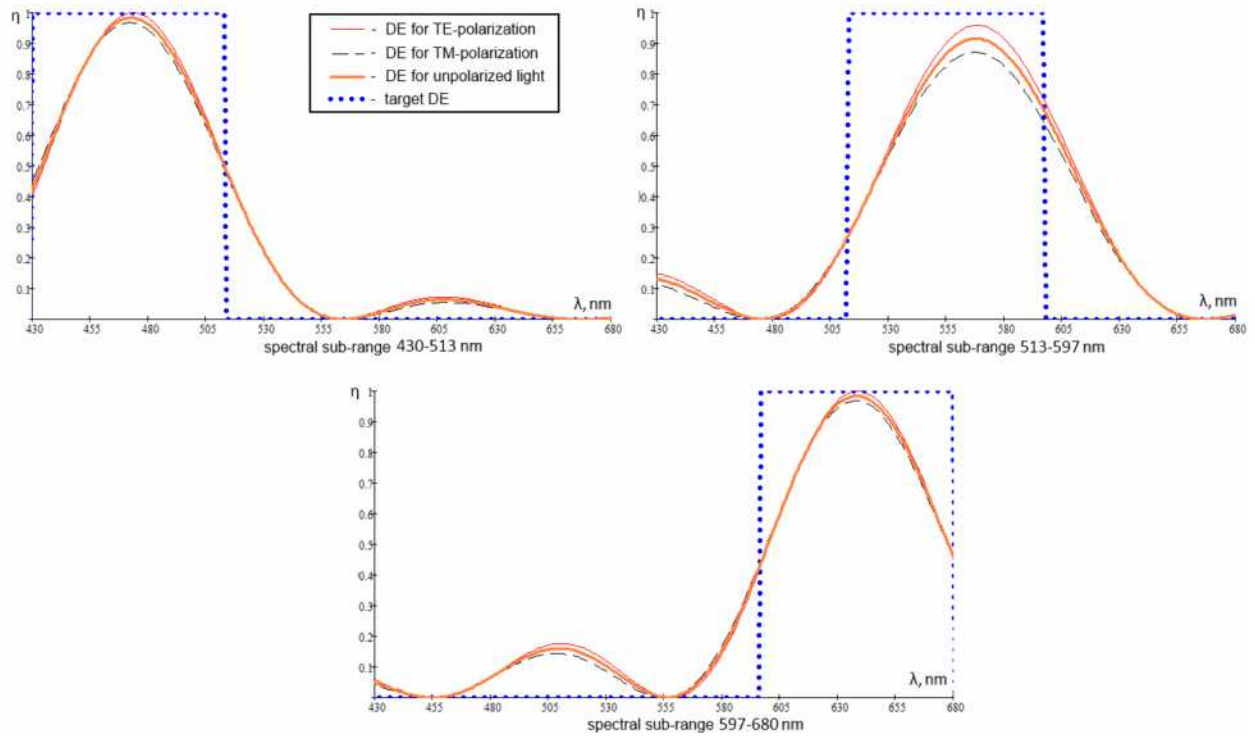 η 1
0.9
0.8
0.7
0.6
0.5
0.4
0.3
0.2
0.1
λ, nm
430 455 480 505 530 555 580 605 630 680
spectral sub-range 430-513 nm
- DE for TE-polarization
- DE for TM-polarization
- DE for unpolarized light
- target DE
η 1
0.9
0.8
0.7
0.6
0.5
0.4
0.3
0.2
0.1
λ, nm
430 455 480 505 530 555 580 605 630 655 680
spectral sub-range 513-597 nm
η 1
0.9
0.8
0.7
0.6
0.5
0.4
0.3
0.2
0.1
λ, nm
430 455 480 505 530 555 580 605 630 655 680
spectral sub-range 597-680 nm